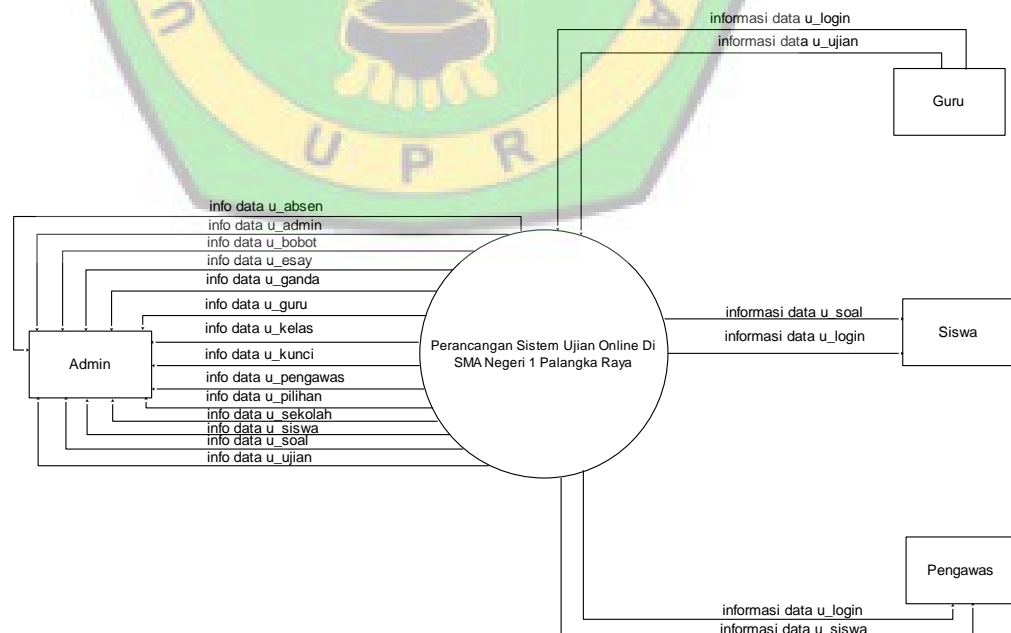 informasi data u_login
informasi data u_ujian
Guru
U
U P R
A
info data u_absen
info data u_admin
info data u_bobot
info data u_esay
info data u_ganda
info data u_guru
info data u_kelas
info data u_kunci
info data u_pengawas
info data u_pilihan
info data u_sekolah
info data u_siswa
info data u_soal
info data u_ujian
Admin
Perancangan Sistem Ujian Online Di
SMA Negeri 1 Palangka Raya
informasi data u_soal
informasi data u_login
Siswa
Pengawas
informasi data u_login
informasi data u_siswa